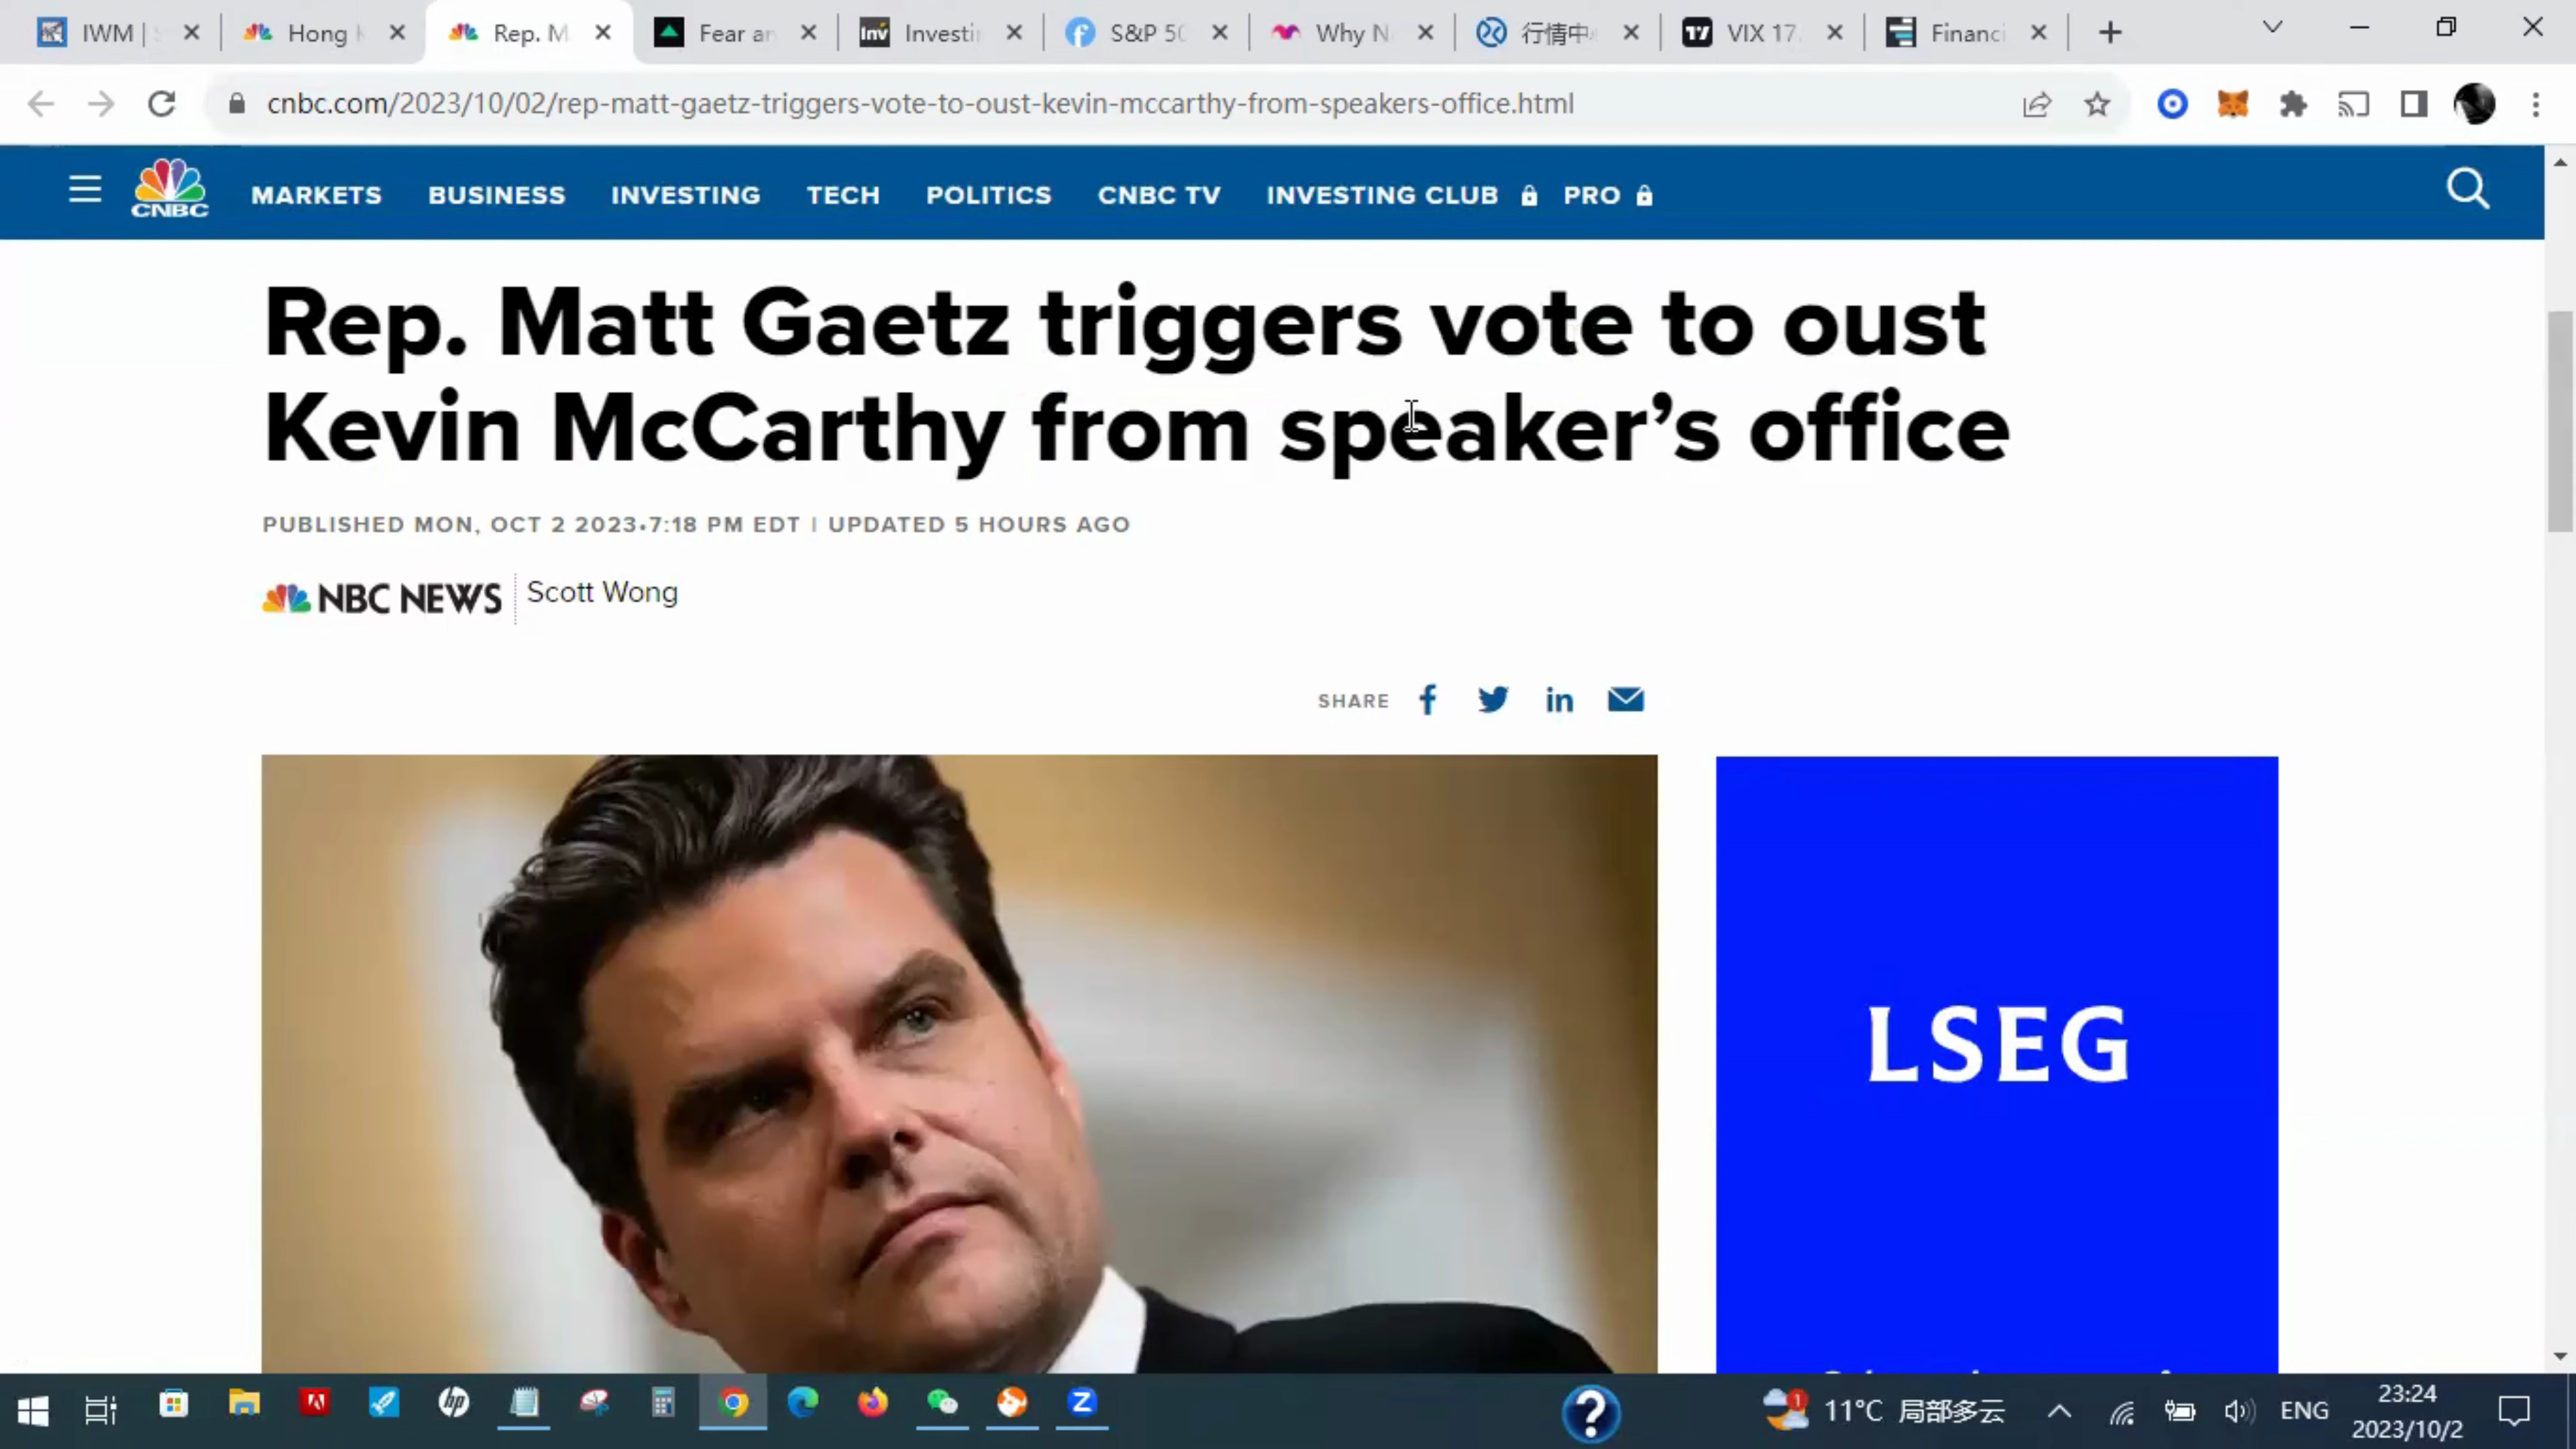 IWM |
Hong
Rep. M
Fear an
Investi
S&P 50
Why N
行情中
VIX 17.
Financi
cnbc.com/2023/10/02/rep-matt-gaetz-triggers-vote-to-oust-kevin-mccarthy-from-speakers-office.html
CNBC
MARKETS BUSINESS INVESTING TECH POLITICS CNBC TV INVESTING CLUB PRO
Rep. Matt Gaetz triggers vote to oust
Kevin McCarthy from speaker’s office
PUBLISHED MON, OCT 2 2023•7:18 PM EDT | UPDATED 5 HOURS AGO
NBC NEWS Scott Wong
SHARE
LSEG
11°C 局部多云
ENG
23:24
2023/10/2